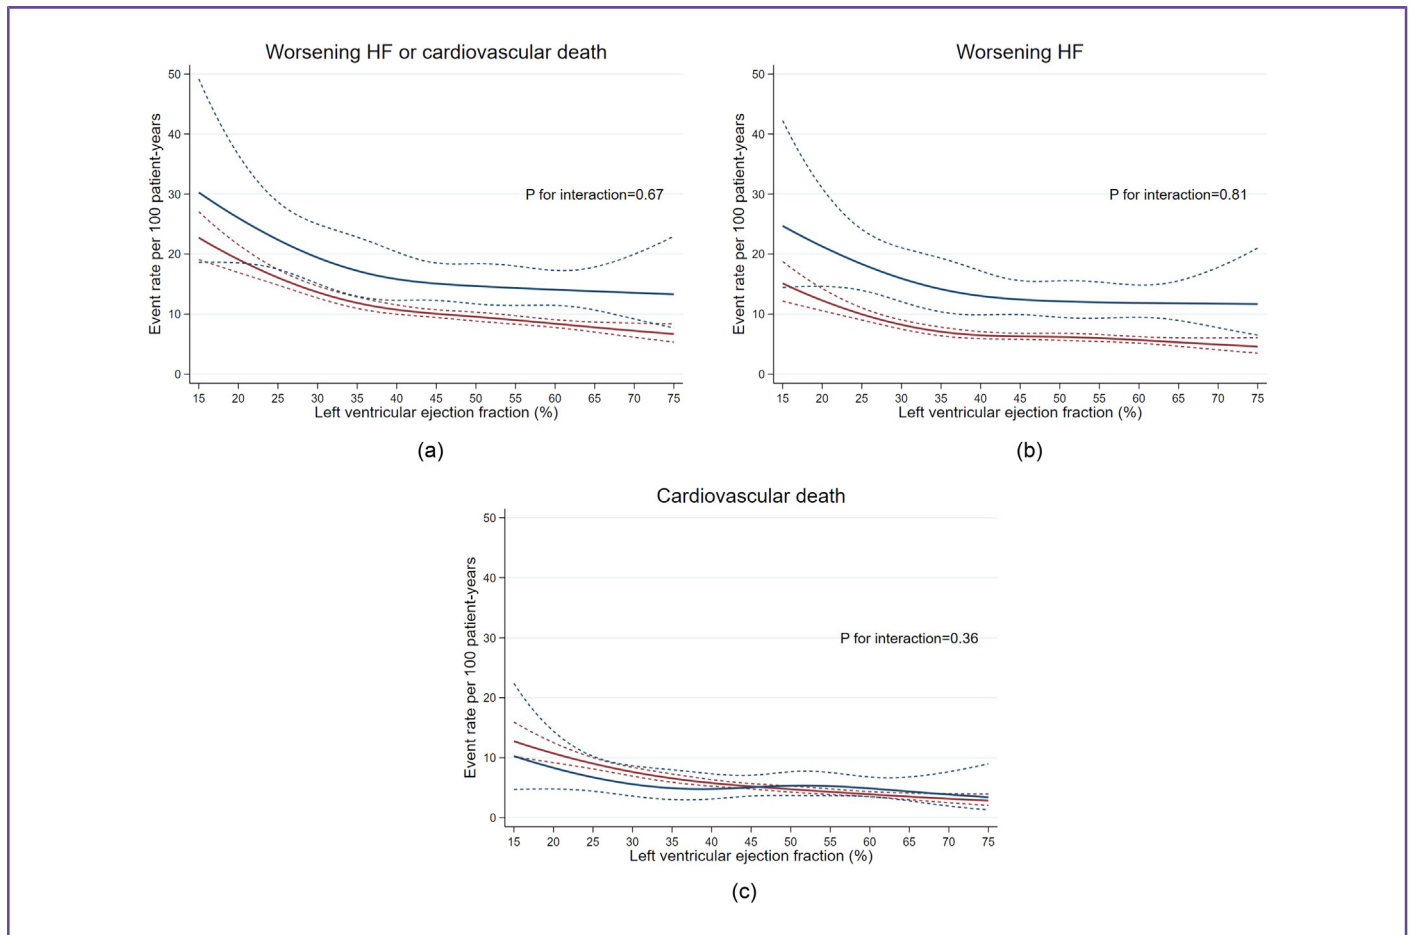 Worsening HF or cardiovascular death
Event rate per 100 patient-years
50
40
30
20
10
0
P for interaction=0.67
15 20 25 30 35 40 45 50 55 60 65 70 75
Left ventricular ejection fraction (%)
(a)
Worsening HF
Event rate per 100 patient-years
50
40
30
20
10
0
P for interaction=0.81
15 20 25 30 35 40 45 50 55 60 65 70 75
Left ventricular ejection fraction (%)
(b)
Cardiovascular death
Event rate per 100 patient-years
50
40
30
20
10
0
P for interaction=0.36
15 20 25 30 35 40 45 50 55 60 65 70 75
Left ventricular ejection fraction (%)
(c)